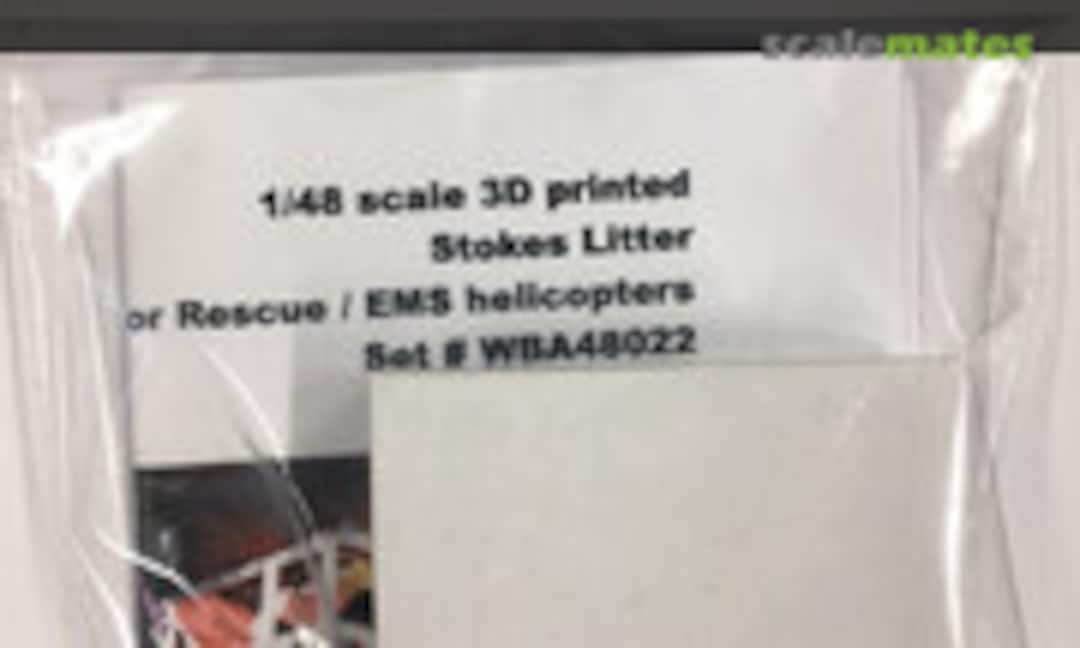 scalemates
1/48 scale 3D printed
Stokes Litter
or Rescue / EMS helicopters
Set # WBA48022